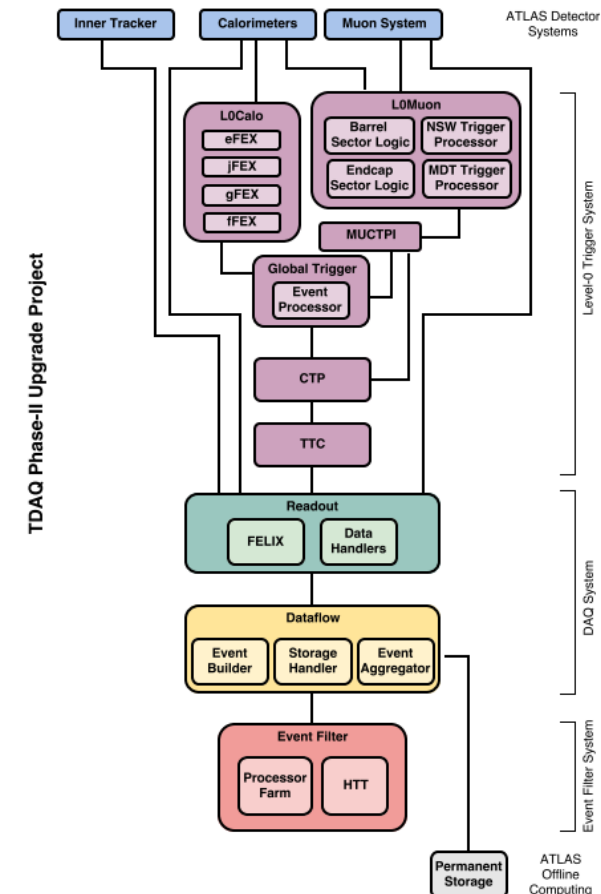 Inner Tracker
Calorimeters
Muon System
ATLAS Detector
Systems
L0Calo
eFEX
jFEX
gFEX
fFEX
L0Muon
Barrel
Sector Logic
NSW Trigger
Processor
Endcap
Sector Logic
MDT Trigger
Processor
MUCTPI
Global Trigger
Event
Processor
CTP
TTC
Level-0 Trigger System
TDAQ Phase-II Upgrade Project
Readout
FELIX
Data
Handlers
Dataflow
Event
Builder
Storage
Handler
Event
Aggregator
DAQ System
Event Filter
Processor
Farm
HTT
Event Filter System
Permanent
Storage
ATLAS
Offline
Computing